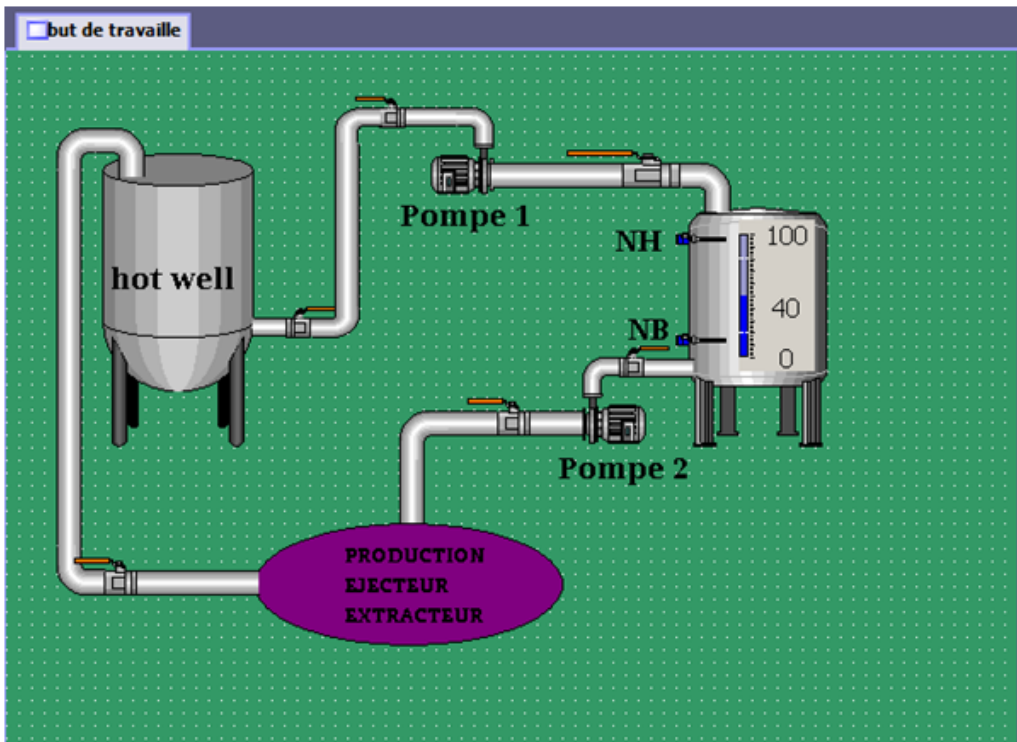 but de travaille
Pompe 1
hot well
NH
100
40
NB
0
Pompe 2
PRODUCTION
EJECTEUR
EXTRACTEUR